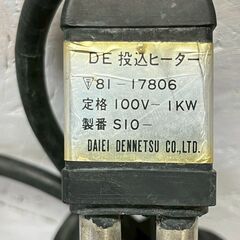 DE 投込ヒーター
81-17806
定格 100V- 1KW
製番 S10-
DAIEI DENNETSU CO.,LTD.